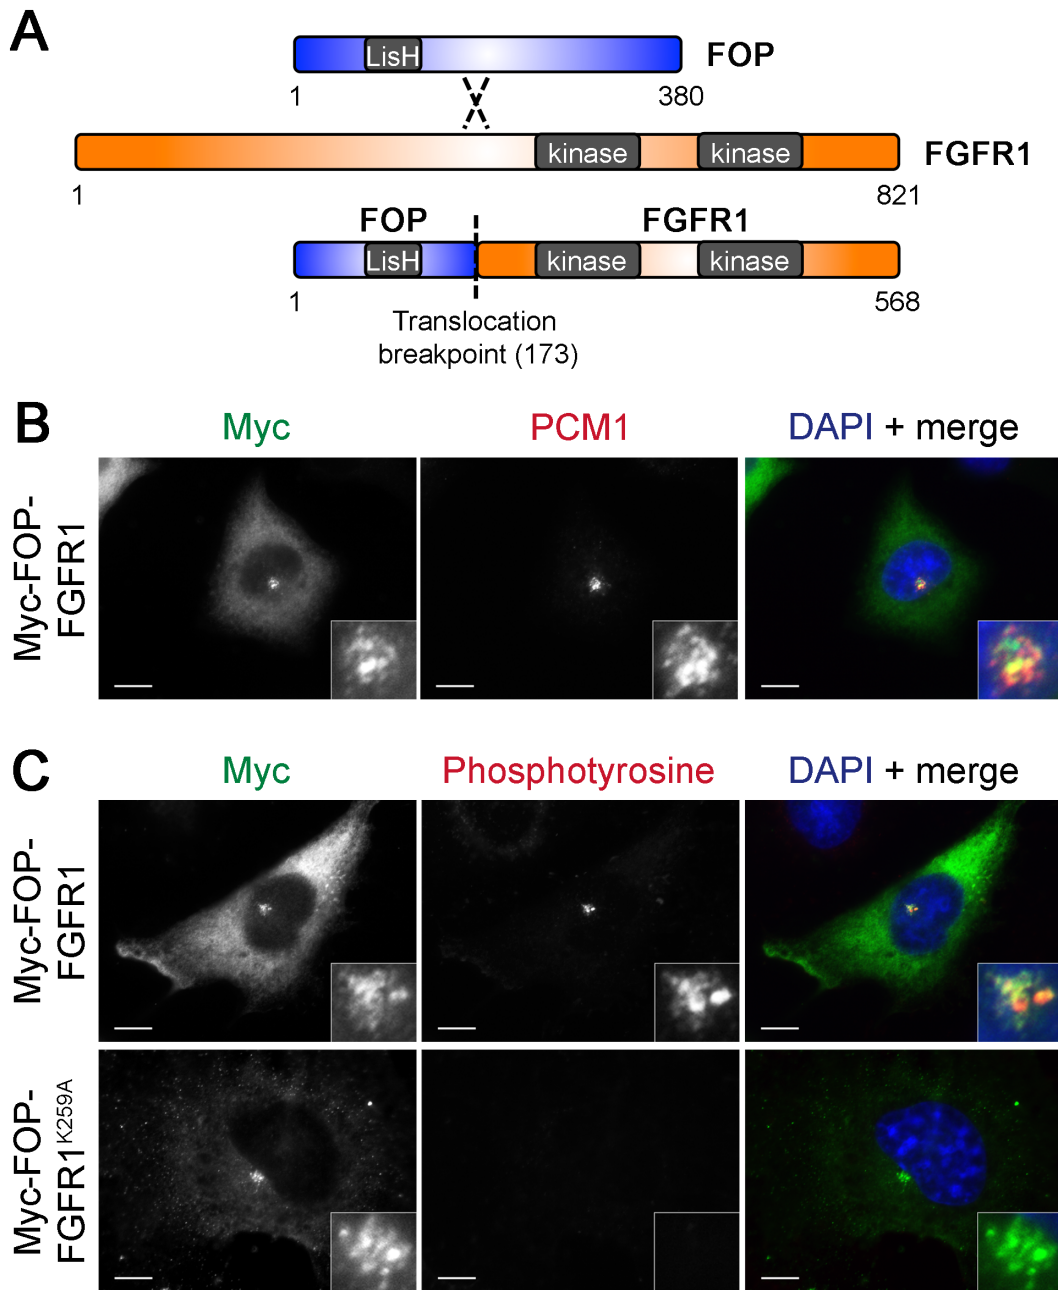 A
LisH
FOP
1
380
kinase
kinase
FGFR1
1
821
FOP
FGFR1
LisH
kinase
kinase
1
568
Translocation
breakpoint (173)
B
Myc
PCM1
DAPI + merge
Myc-FOP-
FGFR1
C
Myc
Phosphotyrosine
DAPI + merge
Myc-FOP-
FGFR1
Myc-FOP-
FGFR1K259A